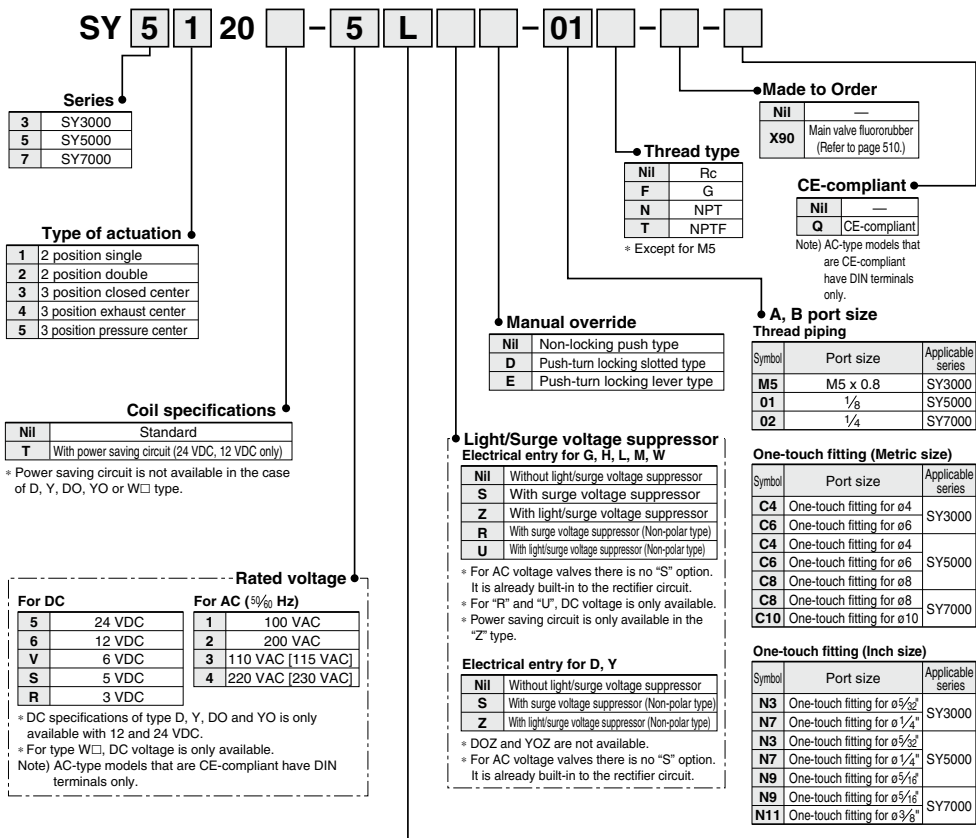 SY 5 1 20 – 5 L – 01 – –
Series
3 SY3000
5 SY5000
7 SY7000
Type of actuation
1 2 position single
2 2 position double
3 3 position closed center
4 3 position exhaust center
5 3 position pressure center
Coil specifications
Nil Standard
T With power saving circuit (24 VDC, 12 VDC only)
∗ Power saving circuit is not available in the case
of D, Y, DO, YO or W□ type.
Rated voltage
For DC
5 24 VDC
6 12 VDC
V 6 VDC
S 5 VDC
R 3 VDC
For AC (50/60 Hz)
1 100 VAC
2 200 VAC
3 110 VAC [115 VAC]
4 220 VAC [230 VAC]
∗ DC specifications of type D, Y, DO and YO is only
available with 12 and 24 VDC.
∗ For type W□, DC voltage is only available.
Note) AC-type models that are CE-compliant have DIN
terminals only.
Light/Surge voltage suppressor
Electrical entry for G, H, L, M, W
Nil Without light/surge voltage suppressor
S With surge voltage suppressor
Z With light/surge voltage suppressor
R With surge voltage suppressor (Non-polar type)
U With light/surge voltage suppressor (Non-polar type)
∗ For AC voltage valves there is no “S” option.
It is already built-in to the rectifier circuit.
∗ For “R” and “U”, DC voltage is only available.
∗ Power saving circuit is only available in the
“Z” type.
Electrical entry for D, Y
Nil Without light/surge voltage suppressor
S With surge voltage suppressor (Non-polar type)
Z With light/surge voltage suppressor (Non-polar type)
∗ DOZ and YOZ are not available.
∗ For AC voltage valves there is no “S” option.
It is already built-in to the rectifier circuit.
Manual override
Nil Non-locking push type
D Push-turn locking slotted type
E Push-turn locking lever type
Thread type
Nil Rc
F G
N NPT
T NPTF
∗ Except for M5
Made to Order
Nil —
X90 Main valve fluororubber
(Refer to page 510.)
CE-compliant
Nil —
Q CE-compliant
Note) AC-type models that
are CE-compliant
have DIN terminals
only.
A, B port size
Thread piping
Symbol Port size Applicable series
M5 M5 x 0.8 SY3000
01 1/8 SY5000
02 1/4 SY7000
One-touch fitting (Metric size)
Symbol Port size Applicable series
C4 One-touch fitting for ø4 SY3000
C6 One-touch fitting for ø6
C4 One-touch fitting for ø4
C6 One-touch fitting for ø6 SY5000
C8 One-touch fitting for ø8
C8 One-touch fitting for ø8 SY7000
C10 One-touch fitting for ø10
One-touch fitting (Inch size)
Symbol Port size Applicable series
N3 One-touch fitting for ø5/32" SY3000
N7 One-touch fitting for ø1/4"
N3 One-touch fitting for ø5/32"
N7 One-touch fitting for ø1/4" SY5000
N9 One-touch fitting for ø5/16"
N9 One-touch fitting for ø5/16" SY7000
N11 One-touch fitting for ø3/8"